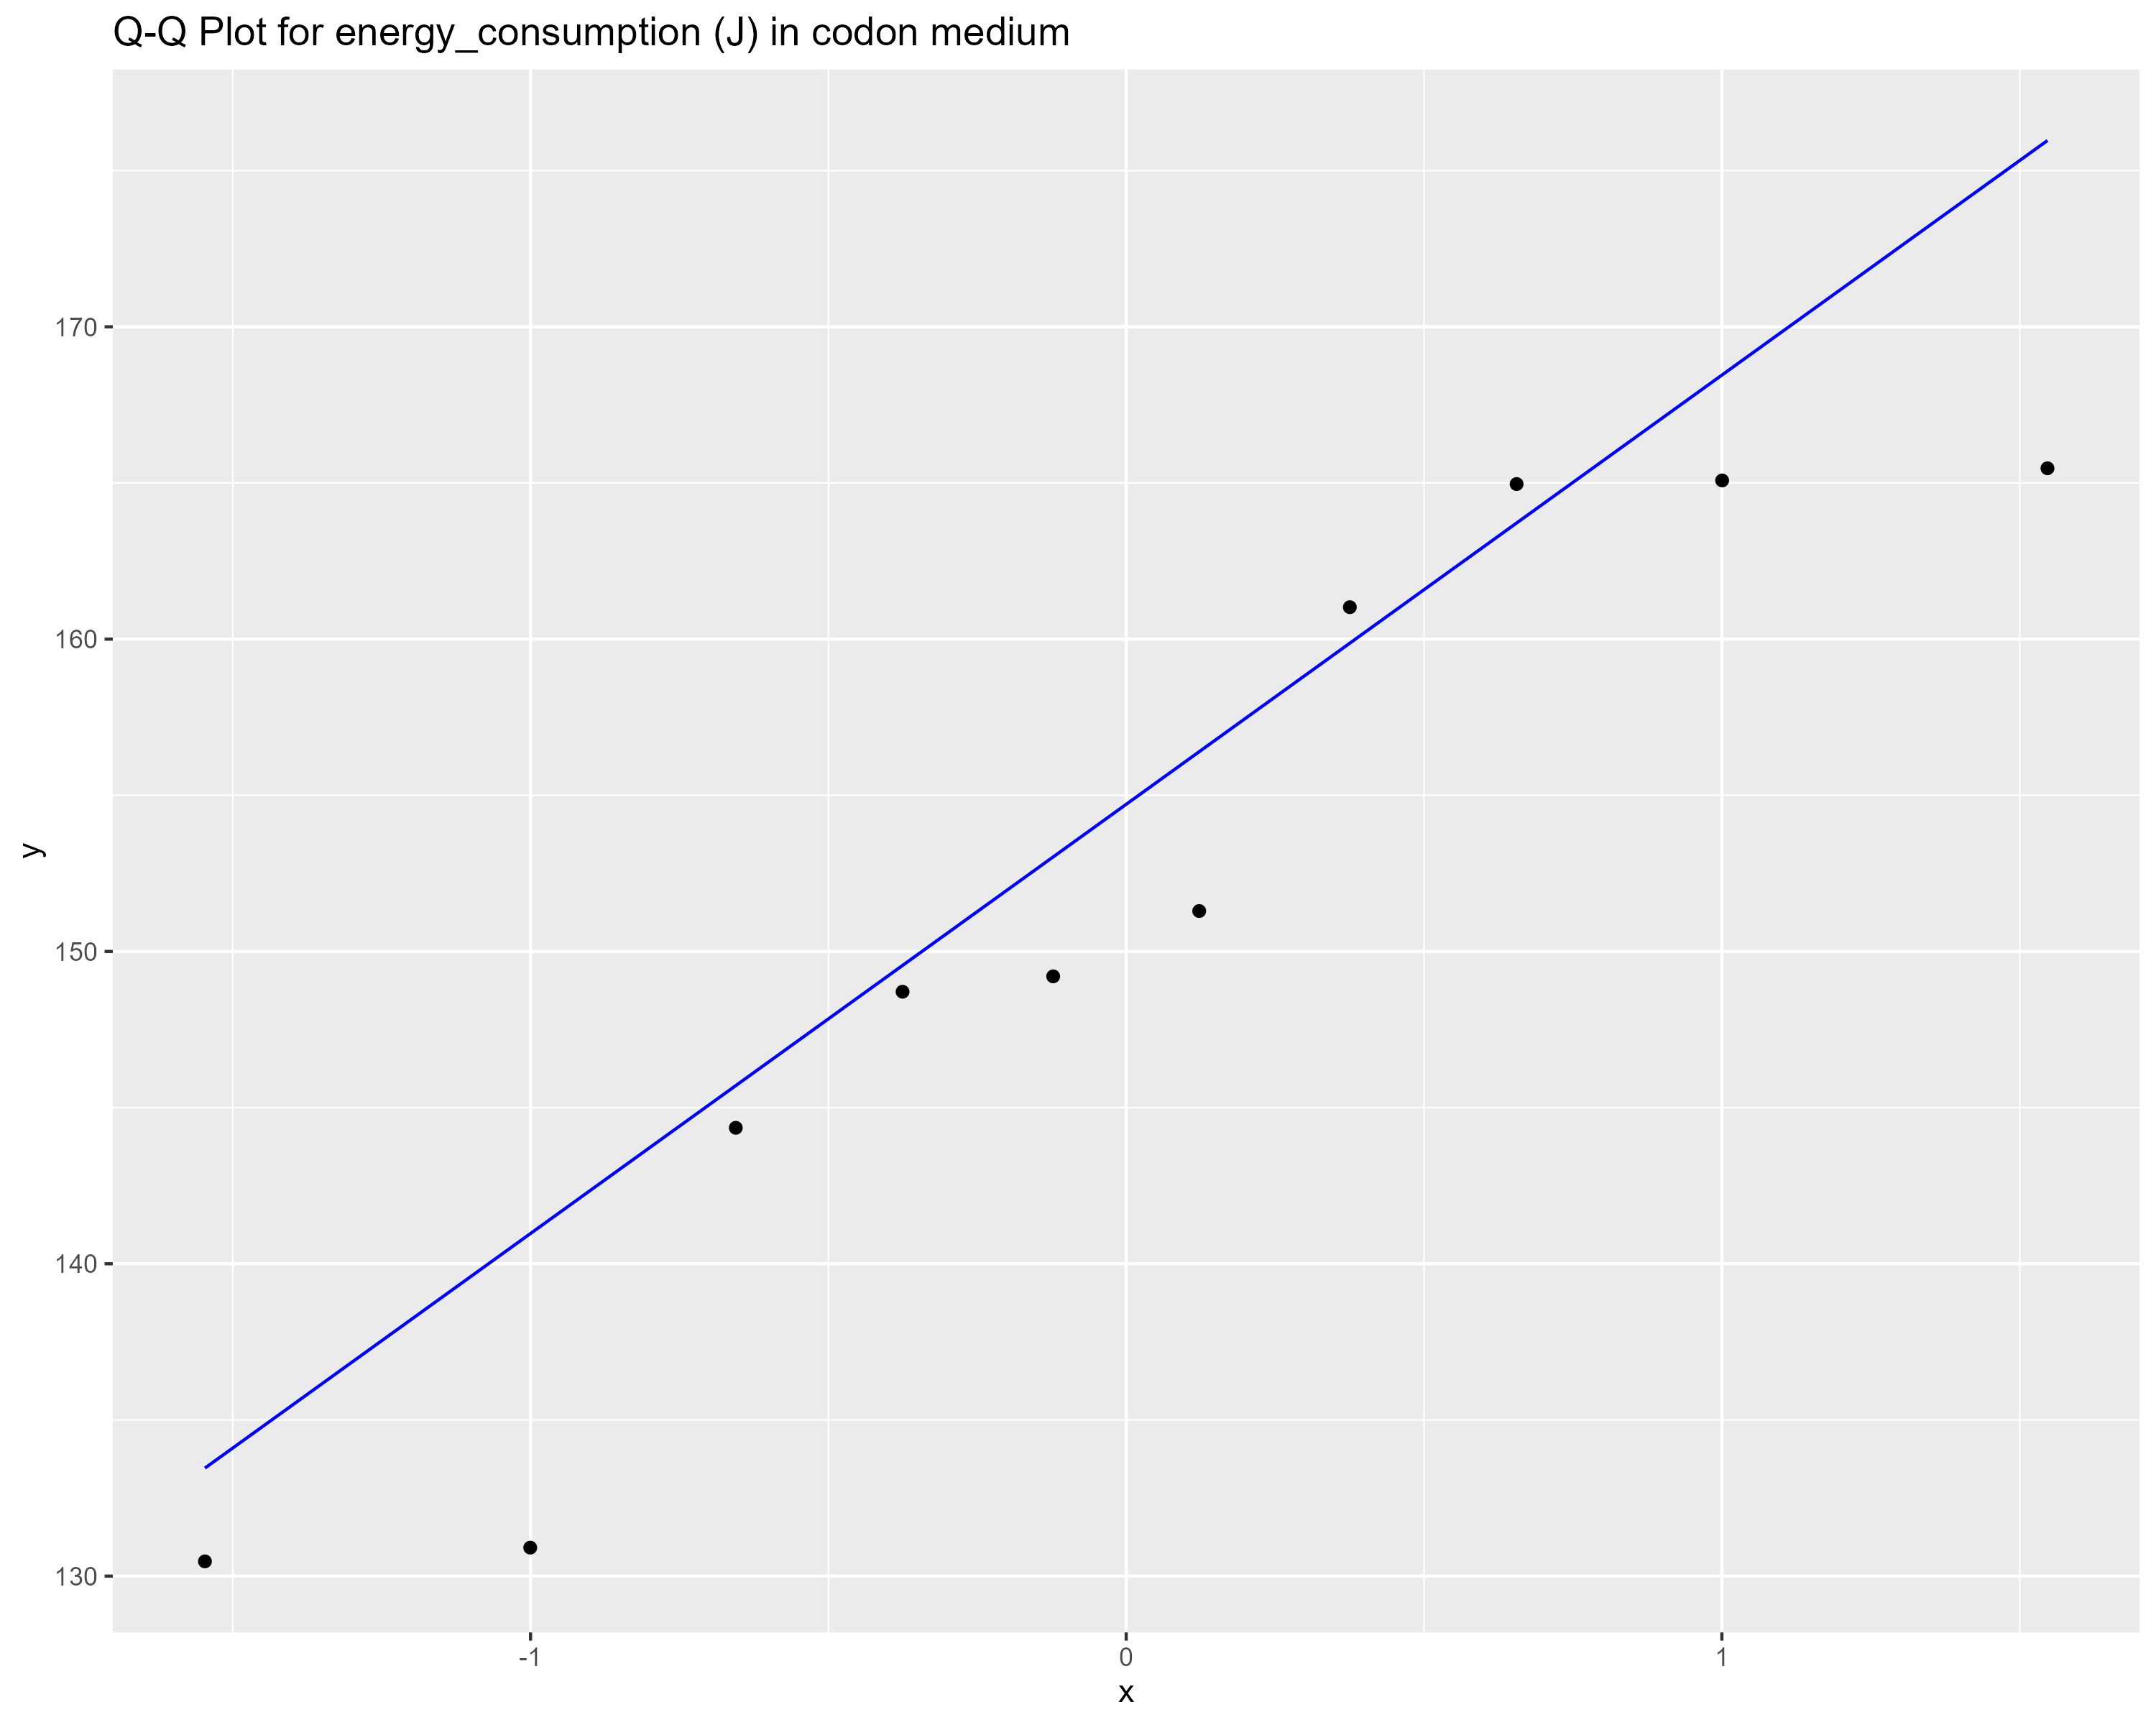 Q-Q Plot for energy_consumption (J) in codon medium
y
170
160
150
140
130
-1
0
1
x